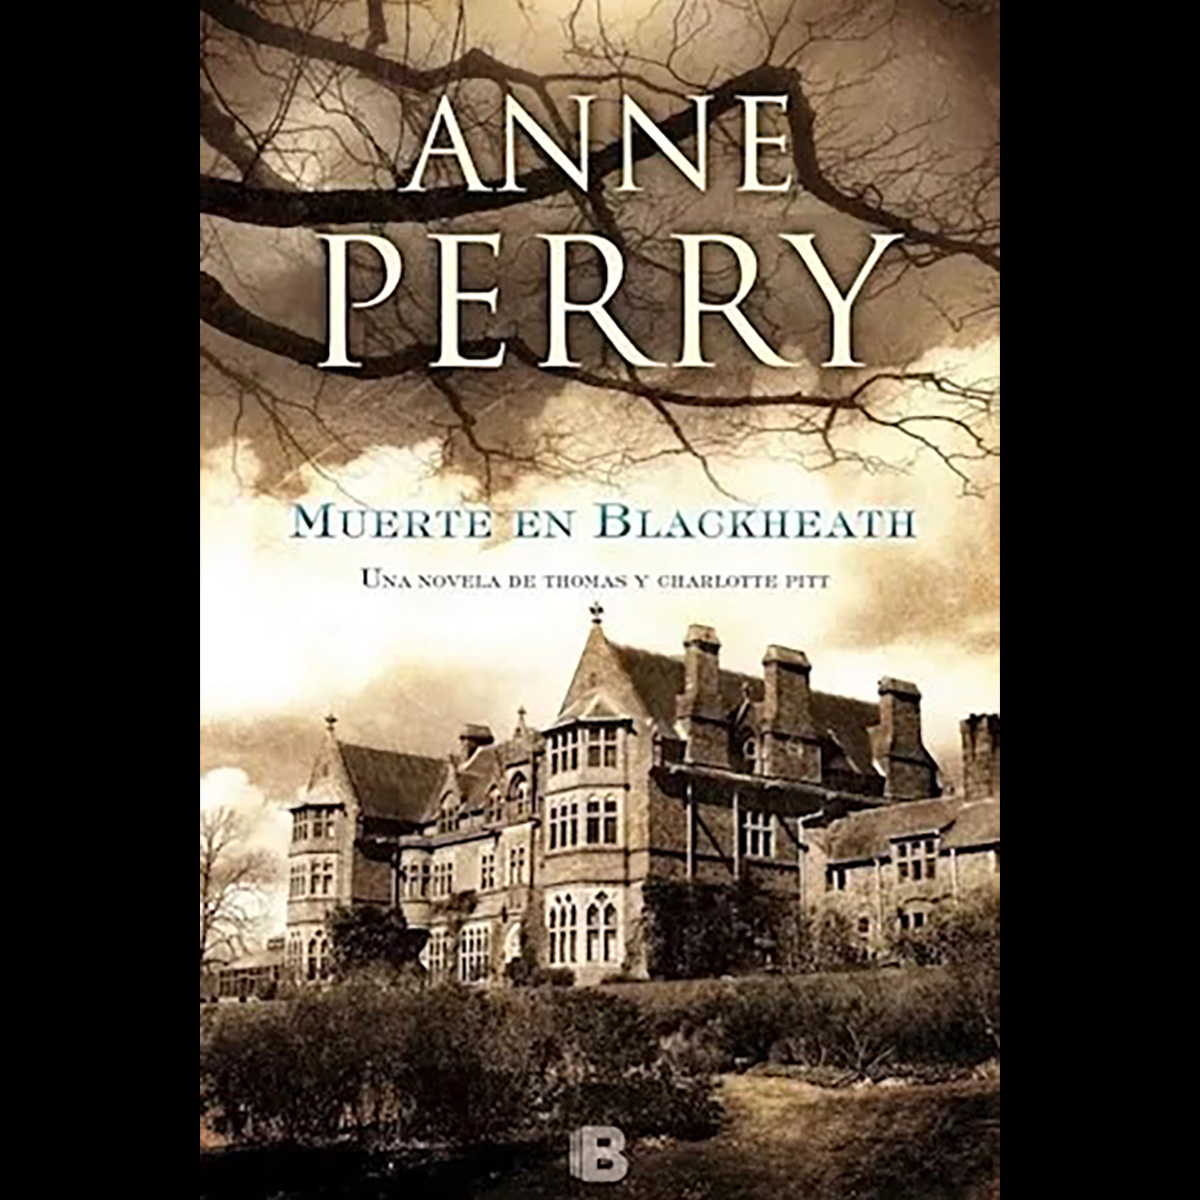 ANNE
PERRY
MUERTE EN BLACKHEATH
UNA NOVELA DE THOMAS Y CHARLOTTE PITT
B